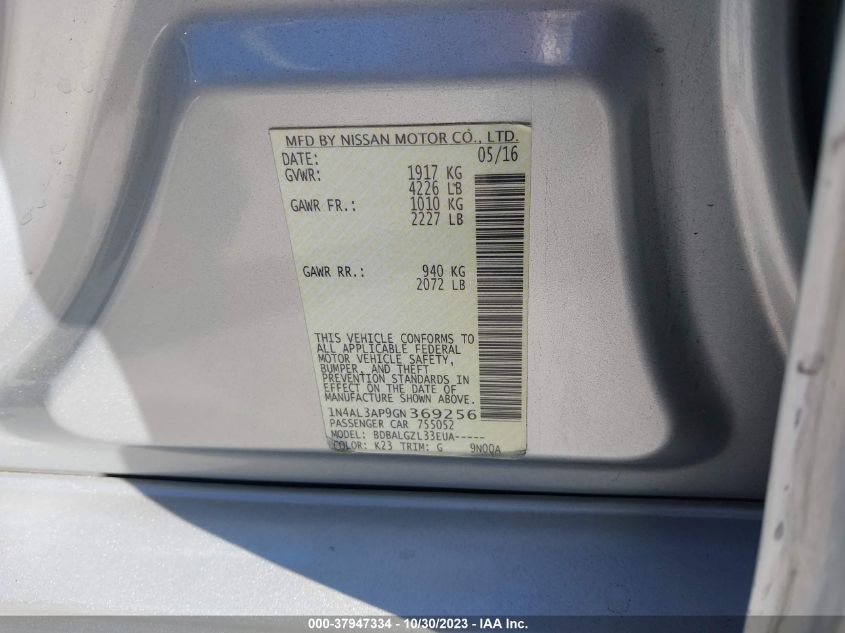 MFD BY NISSAN MOTOR CO., LTD.
DATE: 05/16
GVWR: 1917 KG
4226 LB
GAWR FR.: 1010 KG
2227 LB
GAWR RR.: 940 KG
2072 LB
THIS VEHICLE CONFORMS TO
ALL APPLICABLE FEDERAL
MOTOR VEHICLE SAFETY,
BUMPER, AND THEFT
PREVENTION STANDARDS IN
EFFECT ON THE DATE OF
MANUFACTURE SHOWN ABOVE.
1N4AL3AP9GN369256
PASSENGER CAR 755052
MODEL: BDBALGZL33EUA-----
COLOR: K23 TRIM: G 9N00A
000-37947334 - 10/30/2023 - IAA Inc.